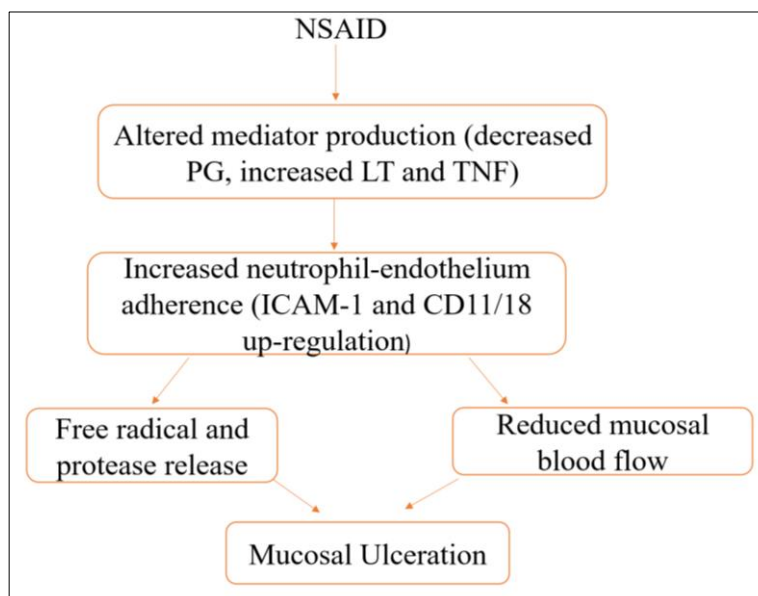 NSAID
Altered mediator production (decreased
PG, increased LT and TNF)
Increased neutrophil-endothelium
adherence (ICAM-1 and CD11/18
up-regulation)
Free radical and
protease release
Reduced mucosal
blood flow
Mucosal Ulceration